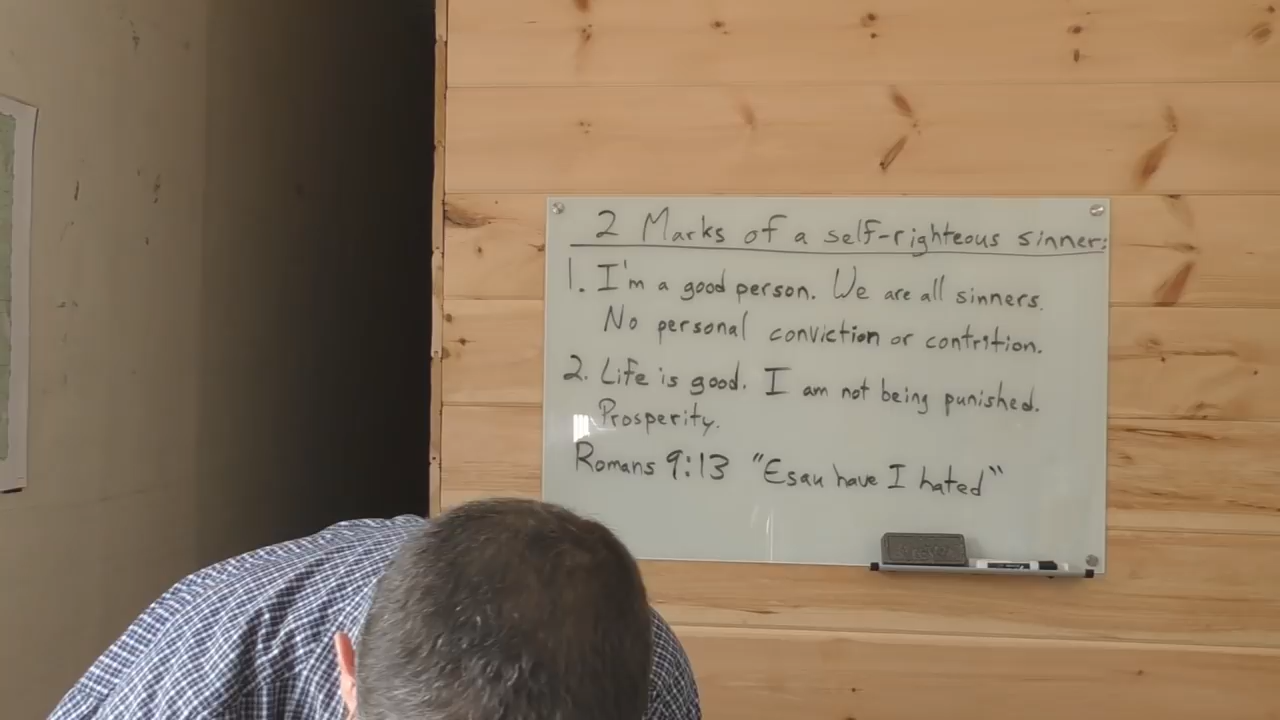 2 Marks of a self-righteous sinner:
1. I'm a good person. We are all sinners.
No personal conviction or contrition.
2. Life is good. I am not being punished.
Prosperity.
Romans 9:13 "Esau have I hated"